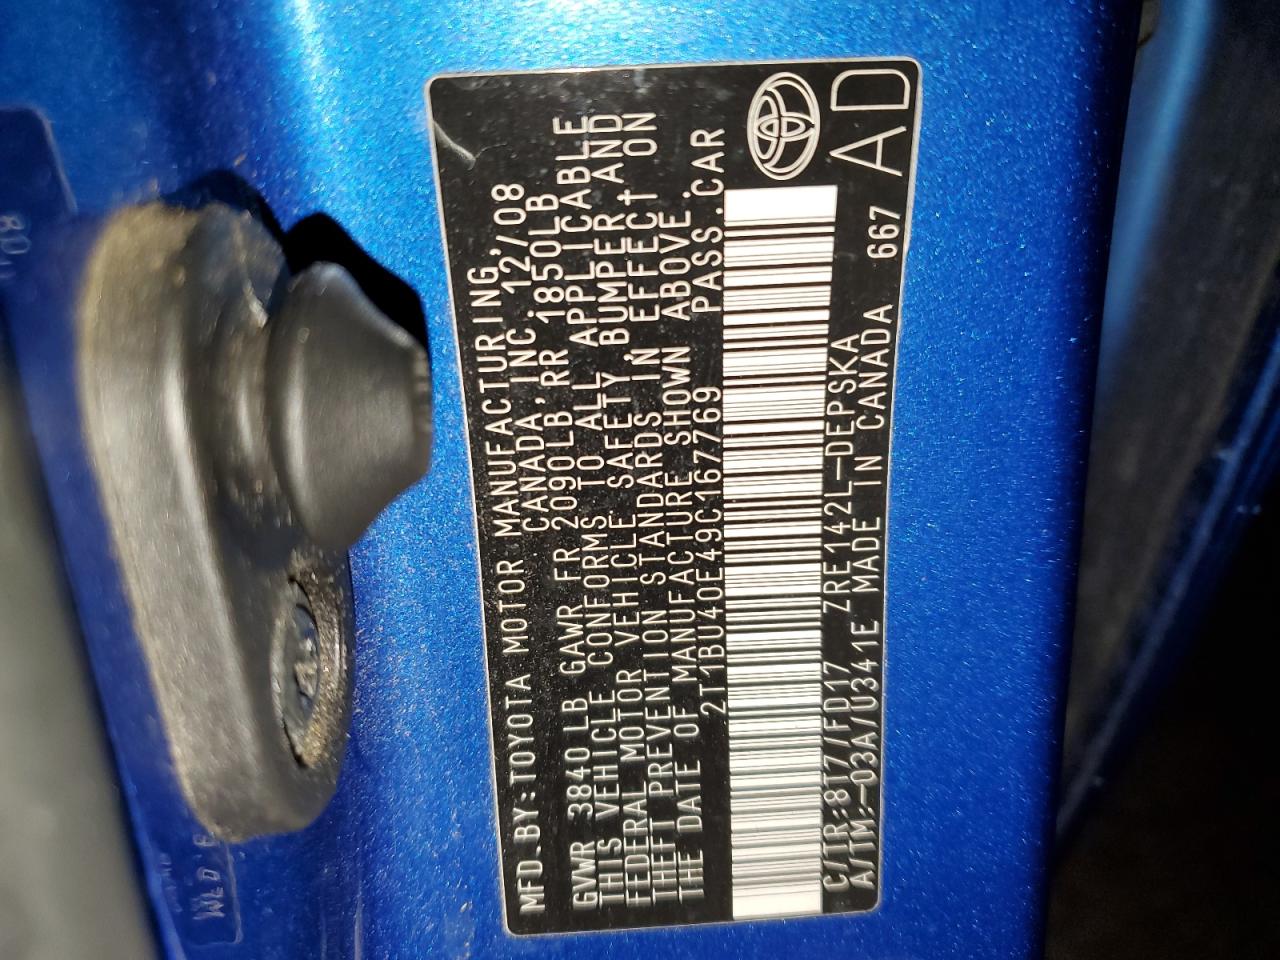 MFD.BY:TOYOTA MOTOR MANUFACTURING,
CANADA, INC. 12/08
GVWR 3840 LB GAWR FR 2090LB,RR 1850LB
THIS VEHICLE CONFORMS TO ALL APPLICABLE
FEDERAL MOTOR VEHICLE SAFETY, BUMPER, AND
THEFT PREVENTION STANDARDS IN EFFECT ON
THE DATE OF MANUFACTURE SHOWN ABOVE.
2T1BU40E49C167769 PASS.CAR
C/TR:8T7/FD17 ZRE142L-DEPSKA 667
A/TM:-03A/U341E MADE IN CANADA
AD
WLD